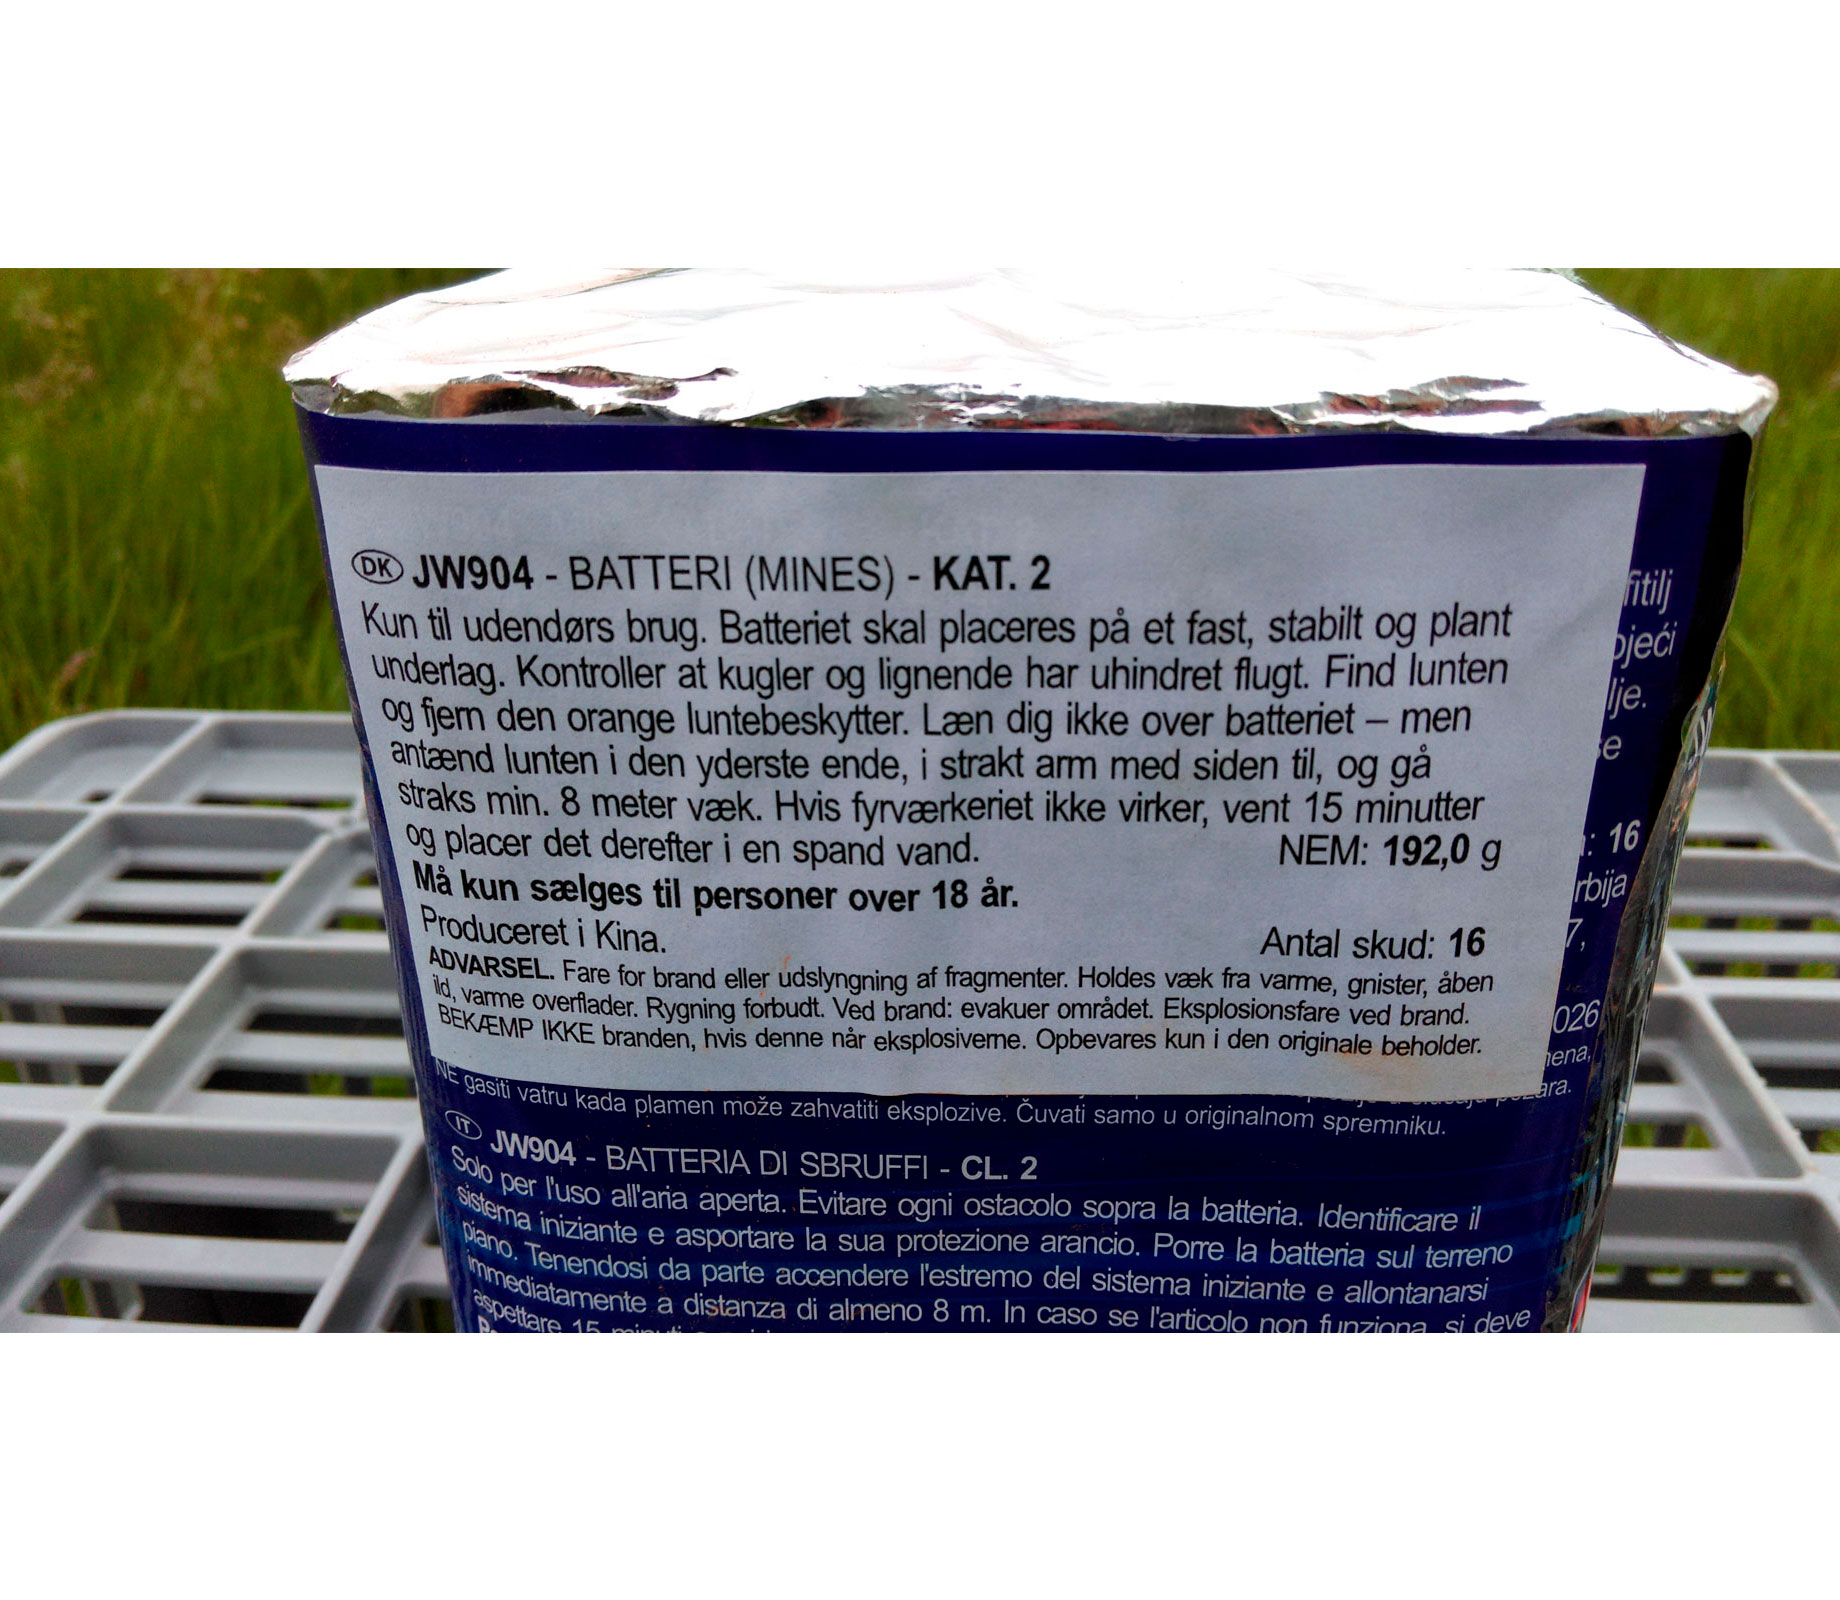 DK JW904 - BATTERI (MINES) - KAT. 2
Kun til udendørs brug. Batteriet skal placeres på et fast, stabilt og plant
underlag. Kontroller at kugler og lignende har uhindret flugt. Find lunten
og fjern den orange luntebeskytter. Læn dig ikke over batteriet – men
antænd lunten i den yderste ende, i strakt arm med siden til, og gå
straks min. 8 meter væk. Hvis fyrværkeriet ikke virker, vent 15 minutter
og placer det derefter i en spand vand. NEM: 192,0 g
Må kun sælges til personer over 18 år.
Produceret i Kina. Antal skud: 16
ADVARSEL. Fare for brand eller udslyngning af fragmenter. Holdes væk fra varme, gnister, åben
ild, varme overflader. Rygning forbudt. Ved brand: evakuer området. Eksplosionsfare ved brand.
BEKÆMP IKKE branden, hvis denne når eksplosiverne. Opbevares kun i den originale beholder.
fitilj
: 16
026
NE gasiti vatru kada plamen može zahvatiti eksplozive. Čuvati samo u originalnom spremniku.
IT JW904 - BATTERIA DI SBRUFFI - CL. 2
Solo per l'uso all'aria aperta. Evitare ogni ostacolo sopra la batteria. Identificare il
sistema iniziante e asportare la sua protezione arancio. Porre la batteria sul terreno
piano. Tenendosi da parte accendere l'estremo del sistema iniziante e allontanarsi
immediatamente a distanza di almeno 8 m. In caso se l'articolo non funziona, si deve
aspettare 15